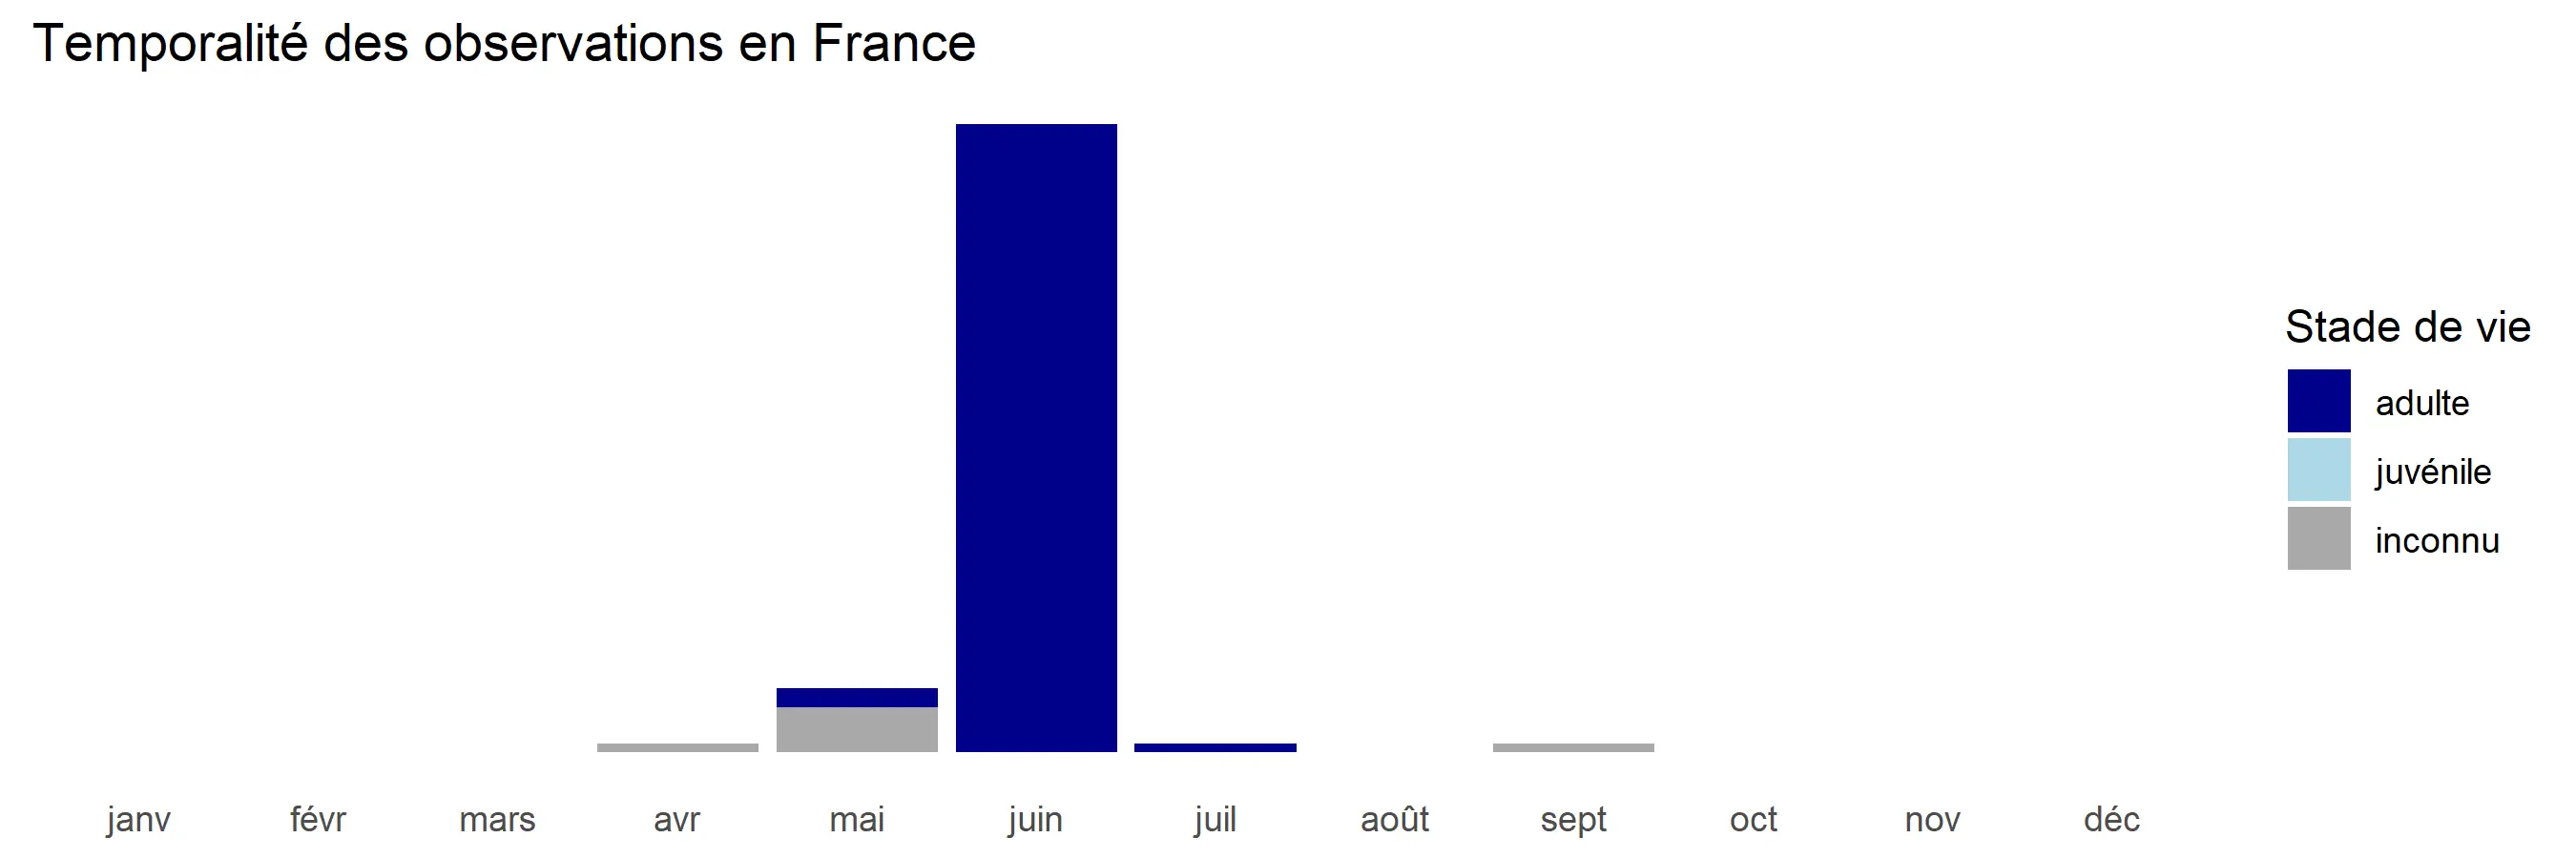 Temporalité des observations en France
Stade de vie
adulte
juvénile
inconnu
janv févr mars avr mai juin juil août sept oct nov déc